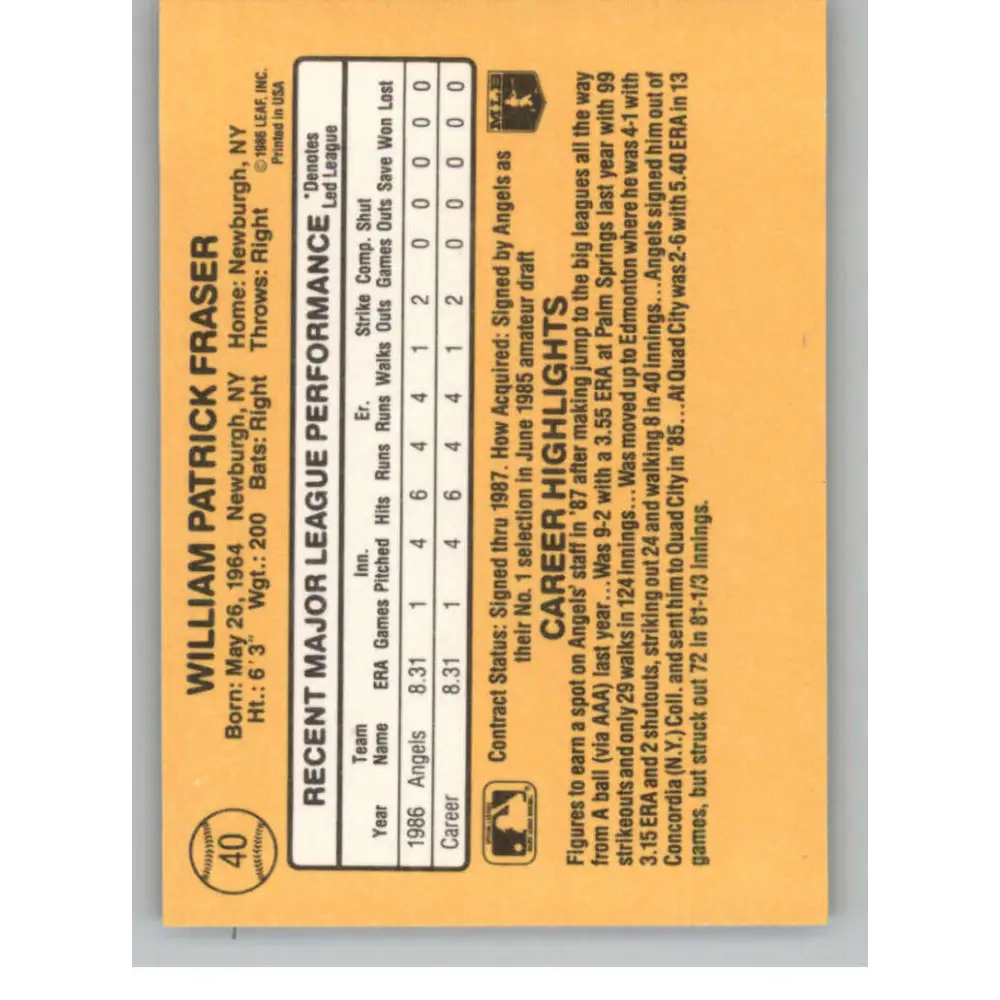 40
WILLIAM PATRICK FRASER
Born: May 26, 1964 Newburgh, NY Home: Newburgh, NY
Ht.: 6'3" Wgt.: 200 Bats: Right Throws: Right
© 1986 LEAF, INC.
Printed in USA
RECENT MAJOR LEAGUE PERFORMANCE
*Denotes
Led League
Year Team Name ERA Games Inn. Pitched Hits Runs Er. Runs Walks Strike Outs Comp. Games Shut Outs Save Won Lost
1986 Angels 8.31 1 4 6 4 4 1 2 0 0 0 0 0
Career 8.31 1 4 6 4 4 1 2 0 0 0 0 0
Contract Status: Signed thru 1987. How Acquired: Signed by Angels as
their No. 1 selection in June 1985 amateur draft
MLB
CAREER HIGHLIGHTS
Figures to earn a spot on Angels' staff in '87 after making jump to the big leagues all the way
from A ball (via AAA) last year...Was 9-2 with a 3.55 ERA at Palm Springs last year with 99
strikeouts and only 29 walks in 124 innings...Was moved up to Edmonton where he was 4-1 with
3.15 ERA and 2 shutouts, striking out 24 and walking 8 in 40 innings...Angels signed him out of
Concordia (N.Y.) Coll. and sent him to Quad City in '85...At Quad City was 2-6 with 5.40 ERA in 13
games, but struck out 72 in 81-1/3 innings.